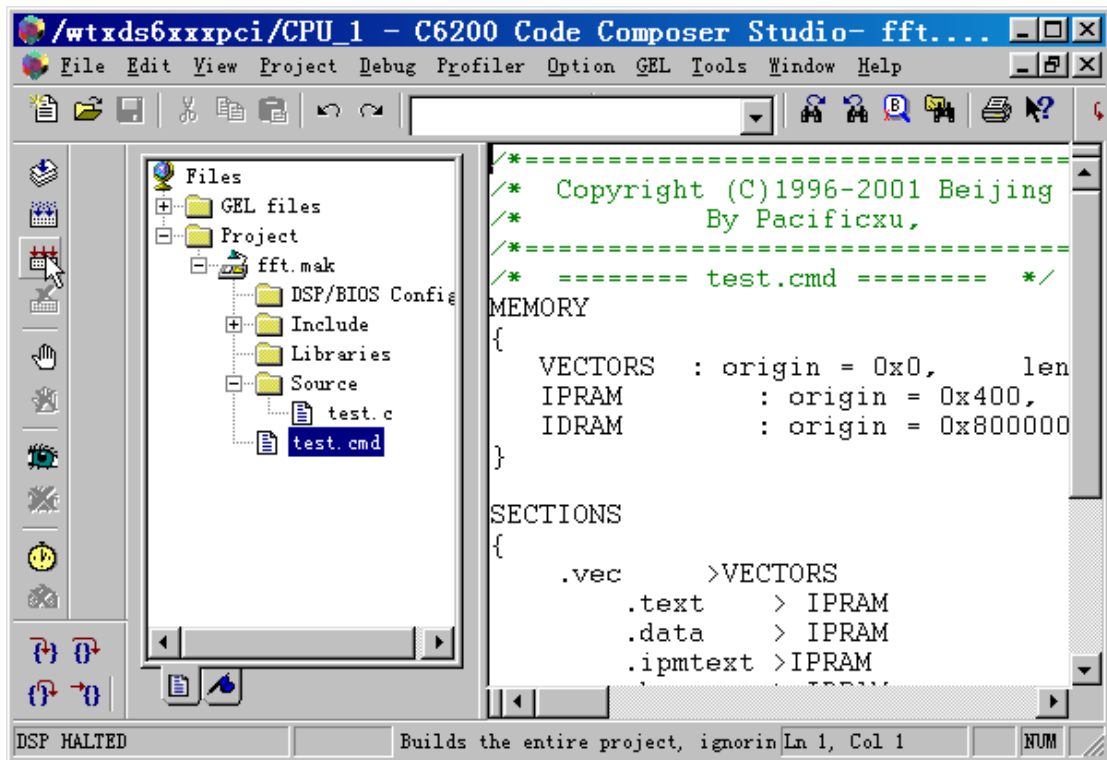 /wtxds6xxxpci/CPU_1 - C6200 Code Composer Studio- fft....
File Edit View Project Debug Profiler Option GEL Tools Window Help
Files
GEL files
Project
fft.mak
DSP/BIOS Config
Include
Libraries
Source
test.c
test.cmd
/*=================================
/* Copyright (C)1996-2001 Beijing
/* By Pacificxu,
/*=================================
/* ======== test.cmd ======== */
MEMORY
{
VECTORS : origin = 0x0, len
IPRAM : origin = 0x400,
IDRAM : origin = 0x800000
}
SECTIONS
{
.vec >VECTORS
.text > IPRAM
.data > IPRAM
.ipmtext >IPRAM
DSP HALTED
Builds the entire project, ignorin
Ln 1, Col 1
NUM